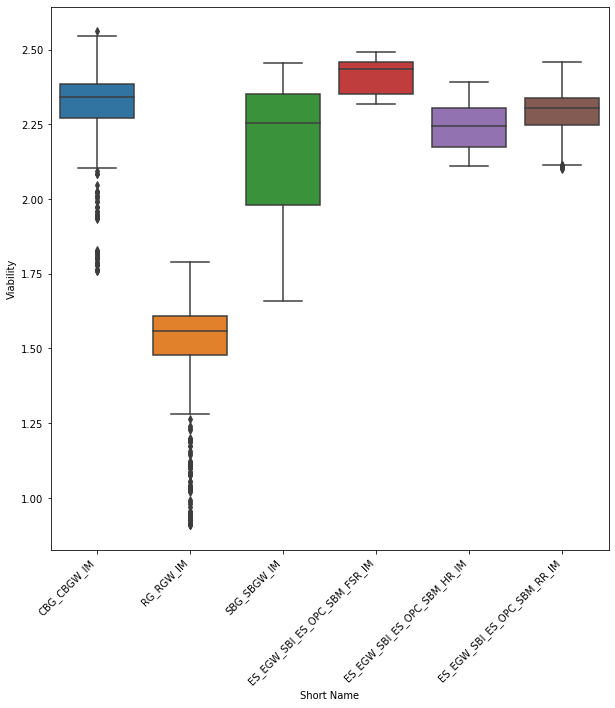 2.50
2.25
2.00
1.75
1.50
1.25
1.00
Viability
CBG_CBGW_IM
RG_RGW_IM
SBG_SBGW_IM
ES_EGW_SBI_ES_OPC_SBM_FSR_IM
ES_EGW_SBI_ES_OPC_SBM_HR_IM
ES_EGW_SBI_ES_OPC_SBM_RR_IM
Short Name